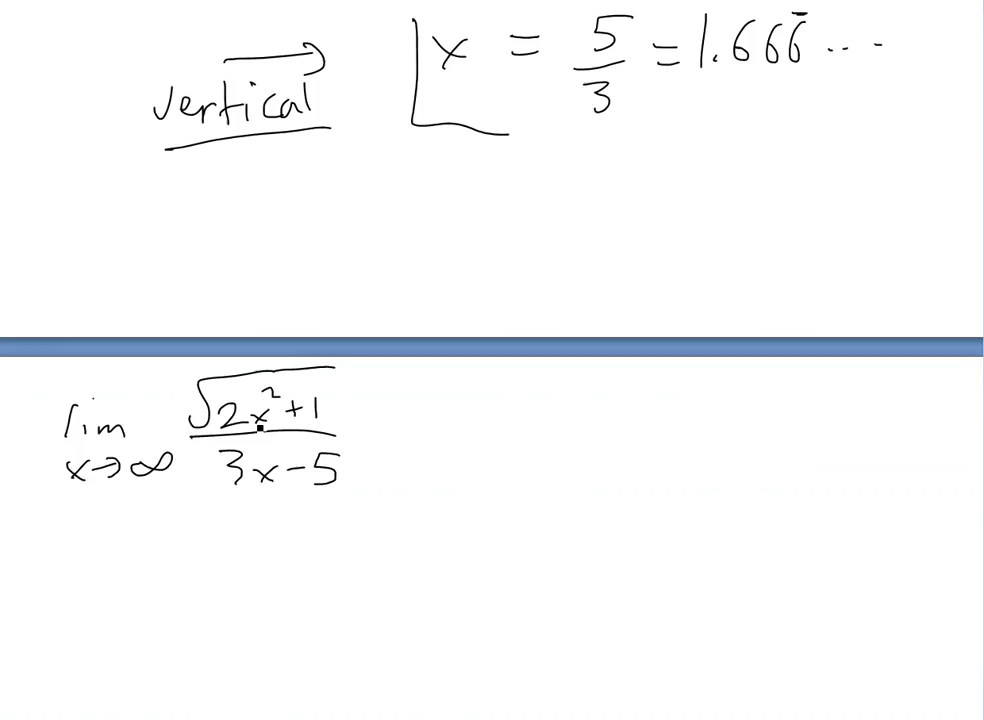 vertical → x = 5/3 = 1.666̄ ...
lim x→∞ √(2x²+1) / (3x-5)